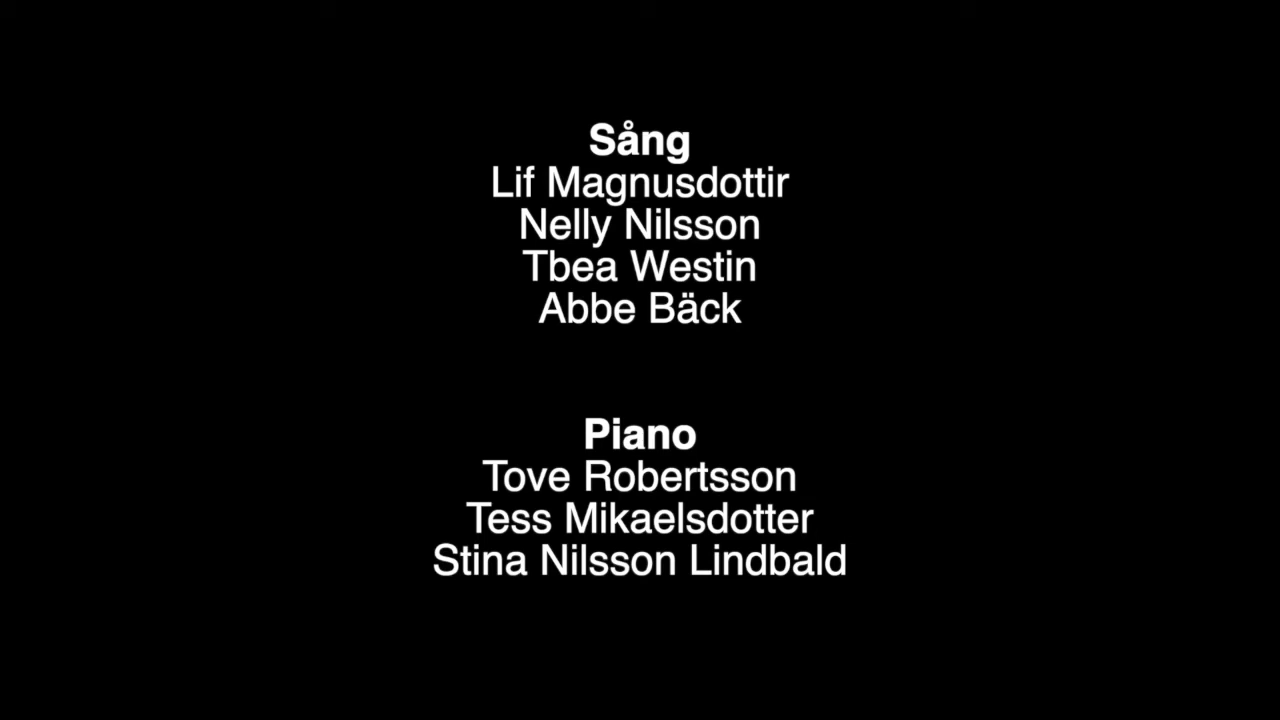 Sång
Lif Magnusdottir
Nelly Nilsson
Tbea Westin
Abbe Bäck
Piano
Tove Robertsson
Tess Mikaelsdotter
Stina Nilsson Lindbald